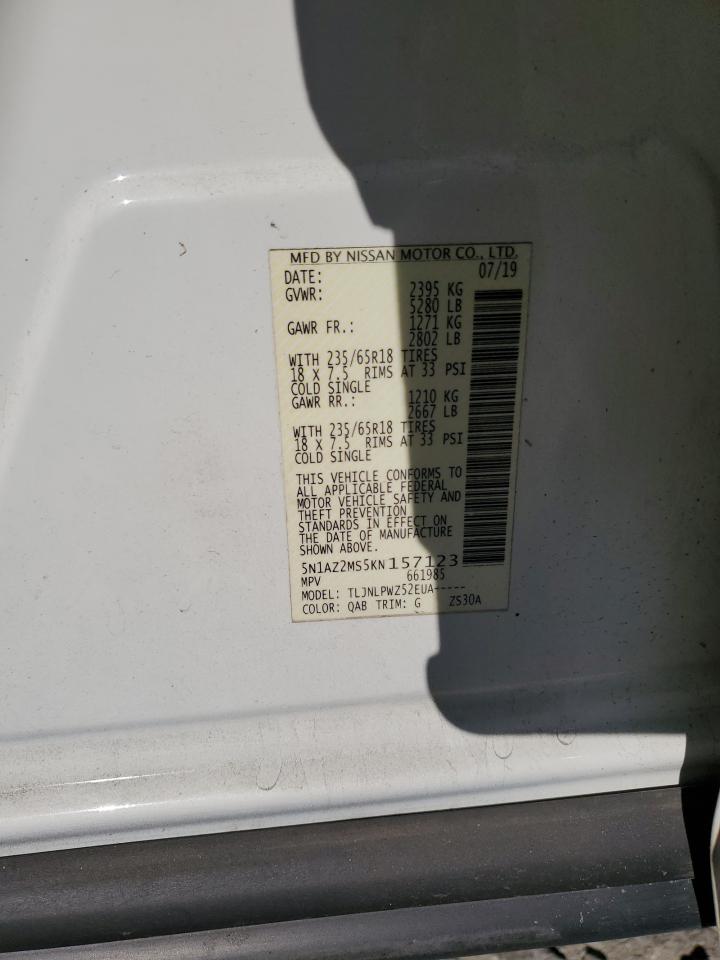 MFD BY NISSAN MOTOR CO., LTD.
DATE: 07/19
GVWR: 2395 KG
5280 LB
GAWR FR.: 1271 KG
2802 LB
WITH 235/65R18 TIRES
18 X 7.5 RIMS AT 33 PSI
COLD SINGLE
GAWR RR.: 1210 KG
2667 LB
WITH 235/65R18 TIRES
18 X 7.5 RIMS AT 33 PSI
COLD SINGLE
THIS VEHICLE CONFORMS TO
ALL APPLICABLE FEDERAL
MOTOR VEHICLE SAFETY AND
THEFT PREVENTION
STANDARDS IN EFFECT ON
THE DATE OF MANUFACTURE
SHOWN ABOVE.
5N1AZ2MS5KN157123
MPV 661985
MODEL: TLJNLPWZ52EUA-----
COLOR: QAB TRIM: G ZS30A